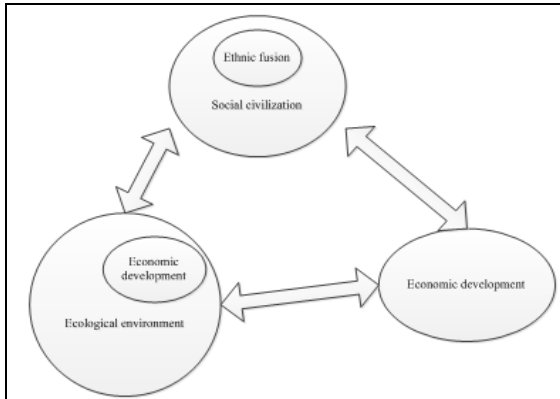 Ethnic fusion
Social civilization
Economic
development
Ecological environment
Economic development